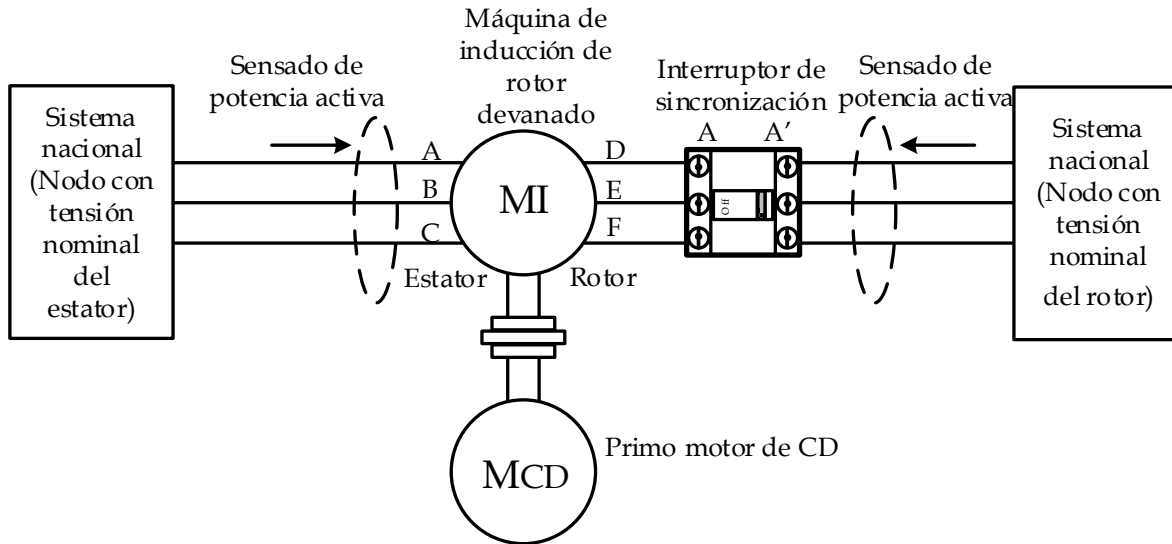 Máquina de
inducción de
rotor
devanado
Sensado de
potencia activa
Interruptor de
sincronización
Sensado de
potencia activa
Sistema
nacional
(Nodo con
tensión
nominal
del
estator)
A
B
C
Estator
MI
D
E
F
Rotor
A
A’
Off
Sistema
nacional
(Nodo con
tensión
nominal
del rotor)
MCD
Primo motor de CD